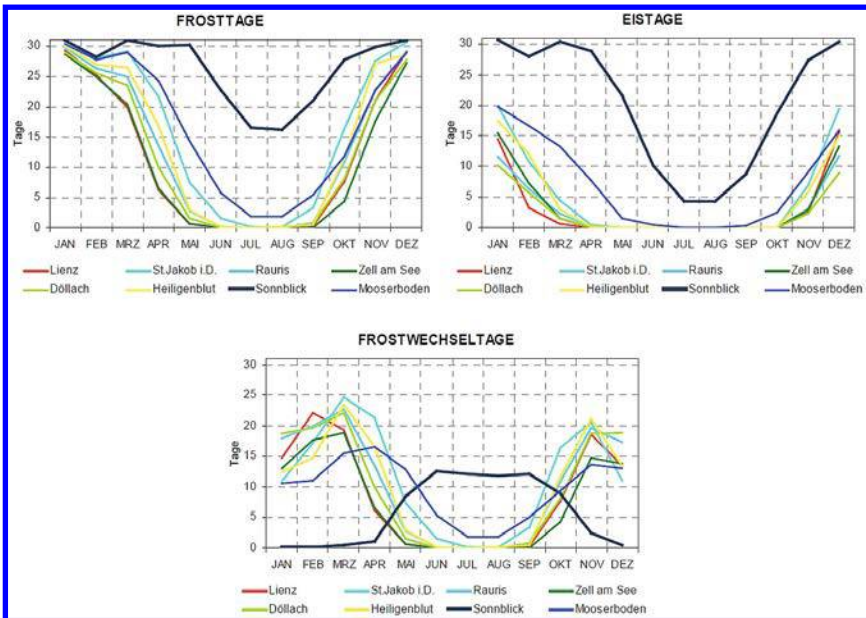 FROSTTAGE
30
25
20
15
10
5
0
Tage
JAN FEB MRZ APR MAI JUN JUL AUG SEP OKT NOV DEZ
Lienz St.Jakob i.D. Rauris Zell am See
Döllach Heiligenblut Sonnblick Mooserboden
EISTAGE
30
25
20
15
10
5
0
Tage
JAN FEB MRZ APR MAI JUN JUL AUG SEP OKT NOV DEZ
Lienz St.Jakob i.D. Rauris Zell am See
Döllach Heiligenblut Sonnblick Mooserboden
FROSTWECHSELTAGE
30
25
20
15
10
5
0
Tage
JAN FEB MRZ APR MAI JUN JUL AUG SEP OKT NOV DEZ
Lienz St.Jakob i.D. Rauris Zell am See
Döllach Heiligenblut Sonnblick Mooserboden